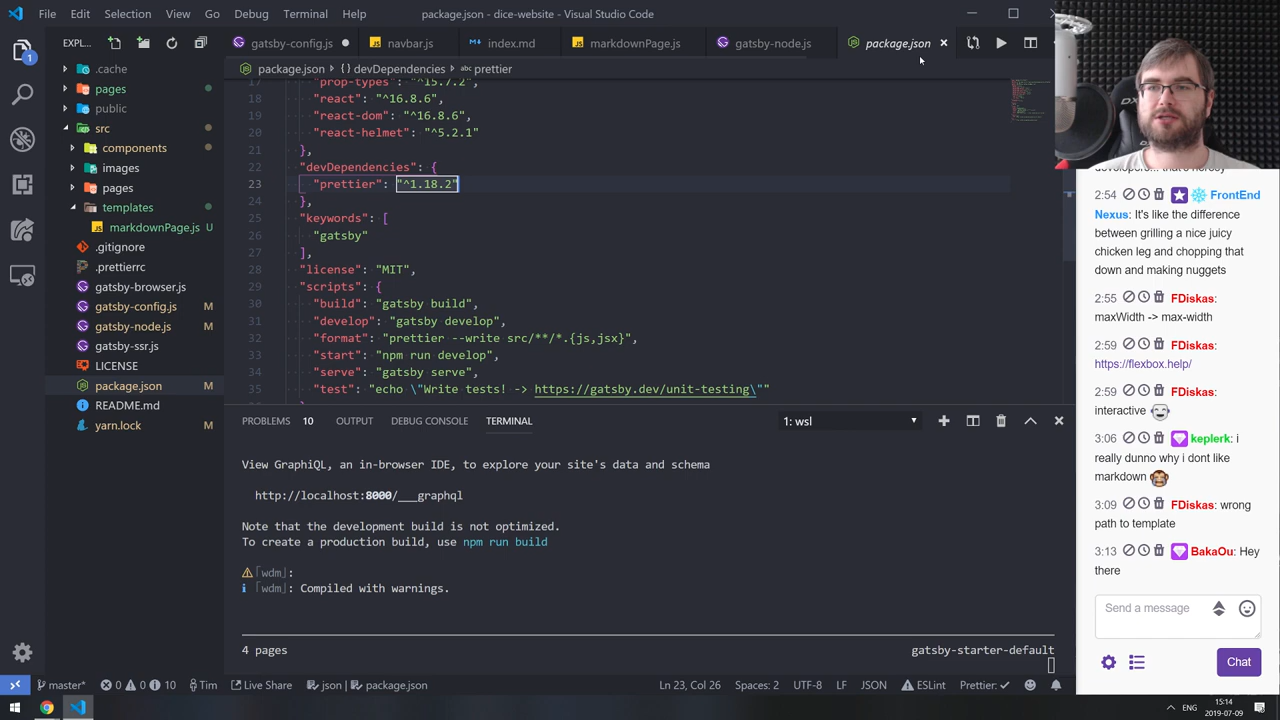 File Edit Selection View Go Debug Terminal Help package.json - dice-website - Visual Studio Code
EXPL...
gatsby-config.js navbar.js index.md markdownPage.js gatsby-node.js package.json
package.json › {} devDependencies › prettier
.cache
pages
public
src
components
images
pages
templates
markdownPage.js U
.gitignore
.prettierrc
gatsby-browser.js
gatsby-config.js M
gatsby-node.js M
gatsby-ssr.js
LICENSE
package.json M
README.md
yarn.lock M
17 "prop-types": "^15.7.2",
18 "react": "^16.8.6",
19 "react-dom": "^16.8.6",
20 "react-helmet": "^5.2.1"
21 },
22 "devDependencies": {
23 "prettier": "^1.18.2"
24 },
25 "keywords": [
26 "gatsby"
27 ],
28 "license": "MIT",
29 "scripts": {
30 "build": "gatsby build",
31 "develop": "gatsby develop",
32 "format": "prettier --write src/**/*.{js,jsx}",
33 "start": "npm run develop",
34 "serve": "gatsby serve",
35 "test": "echo \"Write tests! -> https://gatsby.dev/unit-testing\""
PROBLEMS 10 OUTPUT DEBUG CONSOLE TERMINAL 1: wsl
View GraphiQL, an in-browser IDE, to explore your site's data and schema
http://localhost:8000/___graphql
Note that the development build is not optimized.
To create a production build, use npm run build
⚠ ｢wdm｣:
ℹ ｢wdm｣: Compiled with warnings.
4 pages gatsby-starter-default
master* 0 0 10 Tim Live Share json | package.json Ln 23, Col 26 Spaces: 2 UTF-8 LF JSON ESLint Prettier: ✓
developers... that's heresy
2:54 FrontEnd
Nexus: It's like the difference
between grilling a nice juicy
chicken leg and chopping that
down and making nuggets
2:55 FDiskas:
maxWidth -> max-width
2:59 FDiskas:
https://flexbox.help/
2:59 FDiskas:
interactive
3:06 keplerk: i
really dunno why i dont like
markdown
3:09 FDiskas: wrong
path to template
3:13 BakaOu: Hey
there
Send a message
Chat
ENG
15:14
2019-07-09